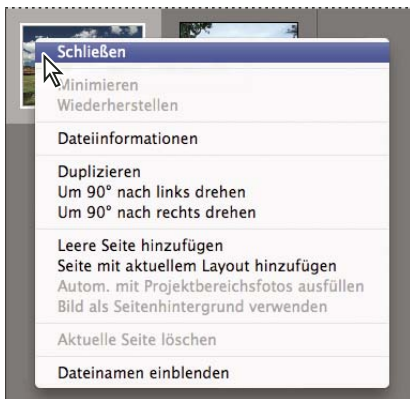 Schließen
Minimieren
Wiederherstellen
Dateiinformationen
Duplizieren
Um 90° nach links drehen
Um 90° nach rechts drehen
Leere Seite hinzufügen
Seite mit aktuellem Layout hinzufügen
Autom. mit Projektbereichsfotos ausfüllen
Bild als Seitenhintergrund verwenden
Aktuelle Seite löschen
Dateinamen einblenden